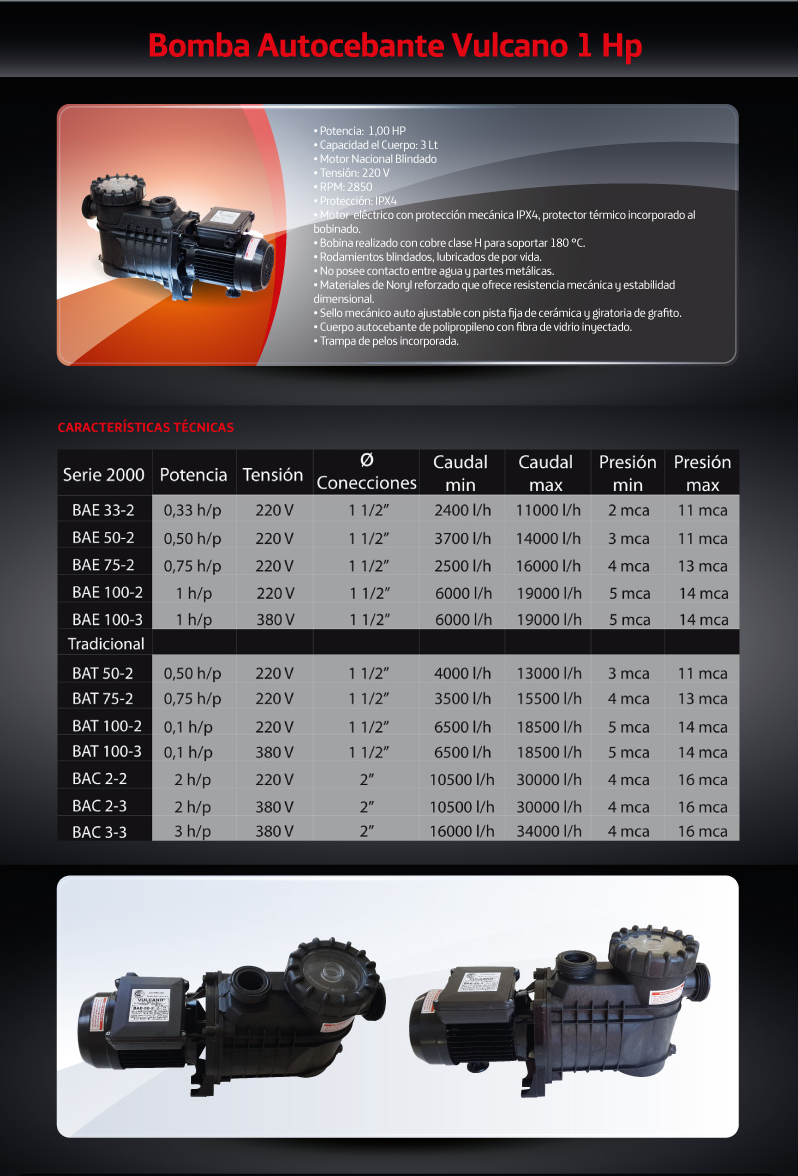 Bomba Autocebante Vulcano 1 Hp
• Potencia: 1,00 HP
• Capacidad el Cuerpo: 3 Lt
• Motor Nacional Blindado
• Tensión: 220 V
• RPM: 2850
• Protección: IPX4
• Motor eléctrico con protección mecánica IPX4, protector térmico incorporado al
bobinado.
• Bobina realizado con cobre clase H para soportar 180 ºC.
• Rodamientos blindados, lubricados de por vida.
• No posee contacto entre agua y partes metálicas.
• Materiales de Noryl reforzado que ofrece resistencia mecánica y estabilidad
dimensional.
• Sello mecánico auto ajustable con pista fija de cerámica y giratoria de grafito.
• Cuerpo autocebante de polipropileno con fibra de vidrio inyectado.
• Trampa de pelos incorporada.
CARACTERÍSTICAS TÉCNICAS
Serie 2000 Potencia Tensión Ø Conecciones Caudal min Caudal max Presión min Presión max
BAE 33-2 0,33 h/p 220 V 1 1/2” 2400 l/h 11000 l/h 2 mca 11 mca
BAE 50-2 0,50 h/p 220 V 1 1/2” 3700 l/h 14000 l/h 3 mca 11 mca
BAE 75-2 0,75 h/p 220 V 1 1/2” 2500 l/h 16000 l/h 4 mca 13 mca
BAE 100-2 1 h/p 220 V 1 1/2” 6000 l/h 19000 l/h 5 mca 14 mca
BAE 100-3 1 h/p 380 V 1 1/2” 6000 l/h 19000 l/h 5 mca 14 mca
Tradicional
BAT 50-2 0,50 h/p 220 V 1 1/2” 4000 l/h 13000 l/h 3 mca 11 mca
BAT 75-2 0,75 h/p 220 V 1 1/2” 3500 l/h 15500 l/h 4 mca 13 mca
BAT 100-2 0,1 h/p 220 V 1 1/2” 6500 l/h 18500 l/h 5 mca 14 mca
BAT 100-3 0,1 h/p 380 V 1 1/2” 6500 l/h 18500 l/h 5 mca 14 mca
BAC 2-2 2 h/p 220 V 2” 10500 l/h 30000 l/h 4 mca 16 mca
BAC 2-3 2 h/p 380 V 2” 10500 l/h 30000 l/h 4 mca 16 mca
BAC 3-3 3 h/p 380 V 2” 16000 l/h 34000 l/h 4 mca 16 mca
VULCANO
VULCANO